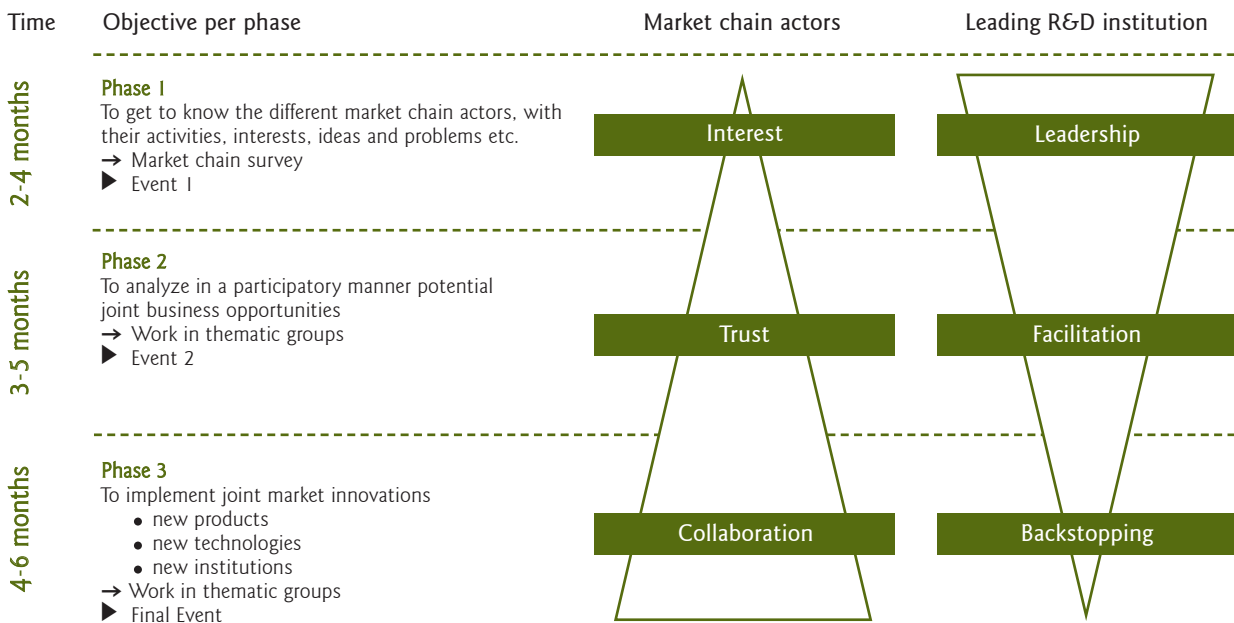 Time
Objective per phase
Market chain actors
Leading R&D institution
2-4 months
Phase 1
To get to know the different market chain actors, with
their activities, interests, ideas and problems etc.
→ Market chain survey
▶ Event 1
Interest
Leadership
3-5 months
Phase 2
To analyze in a participatory manner potential
joint business opportunities
→ Work in thematic groups
▶ Event 2
Trust
Facilitation
4-6 months
Phase 3
To implement joint market innovations
• new products
• new technologies
• new institutions
→ Work in thematic groups
▶ Final Event
Collaboration
Backstopping